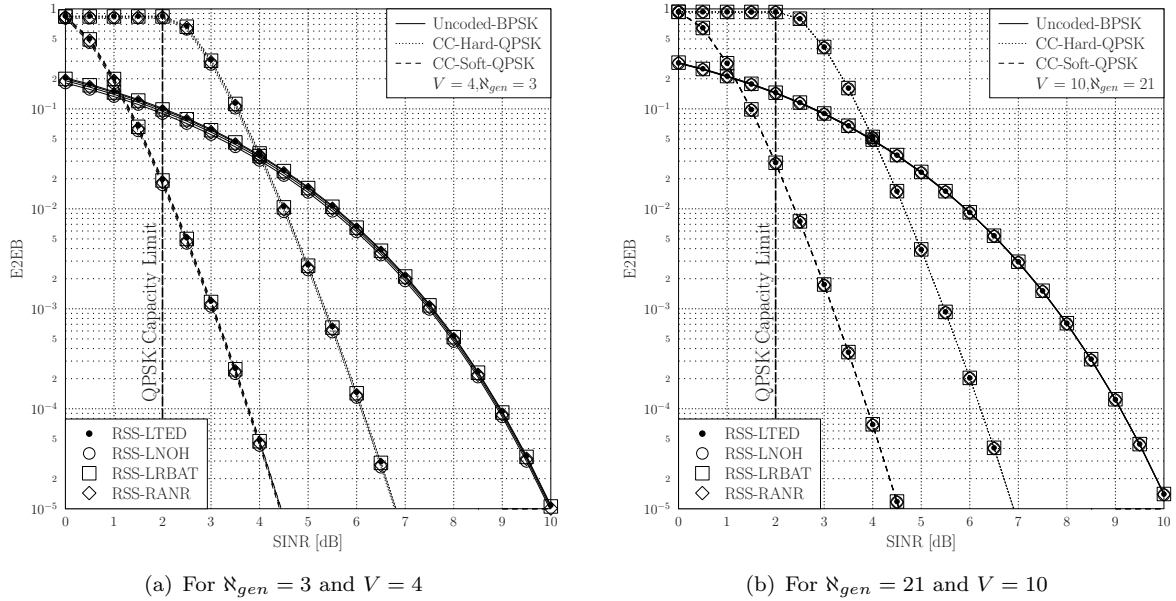 1
5
2
10⁻¹
5
2
10⁻²
5
2
10⁻³
5
2
10⁻⁴
5
2
10⁻⁵
E2EB
0 1 2 3 4 5 6 7 8 9 10
SINR [dB]
QPSK Capacity Limit
Uncoded-BPSK
CC-Hard-QPSK
CC-Soft-QPSK
V = 4,ℵgen = 3
RSS-LTED
RSS-LNOH
RSS-LRBAT
RSS-RANR
(a) For ℵgen = 3 and V = 4
1
5
2
10⁻¹
5
2
10⁻²
5
2
10⁻³
5
2
10⁻⁴
5
2
10⁻⁵
E2EB
0 1 2 3 4 5 6 7 8 9 10
SINR [dB]
QPSK Capacity Limit
Uncoded-BPSK
CC-Hard-QPSK
CC-Soft-QPSK
V = 10,ℵgen = 21
RSS-LTED
RSS-LNOH
RSS-LRBAT
RSS-RANR
(b) For ℵgen = 21 and V = 10